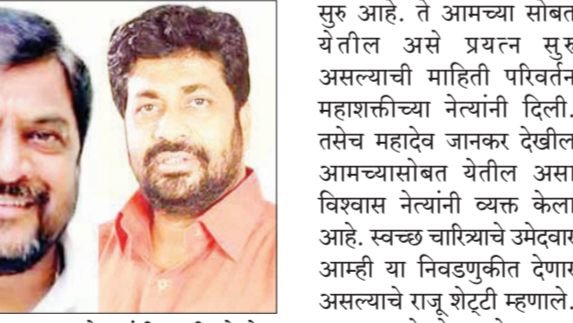 सुरु आहे. ते आमच्या सोबत
येतील असे प्रयत्न सुरु
असल्याची माहिती परिवर्तन
महाशक्तीच्या नेत्यांनी दिली.
तसेच महादेव जानकर देखील
आमच्यासोबत येतील असा
विश्वास नेत्यांनी व्यक्त केला
आहे. स्वच्छ चारित्र्याचे उमेदवार
आम्ही या निवडणुकीत देणार
असल्याचे राजू शेट्टी म्हणाले.